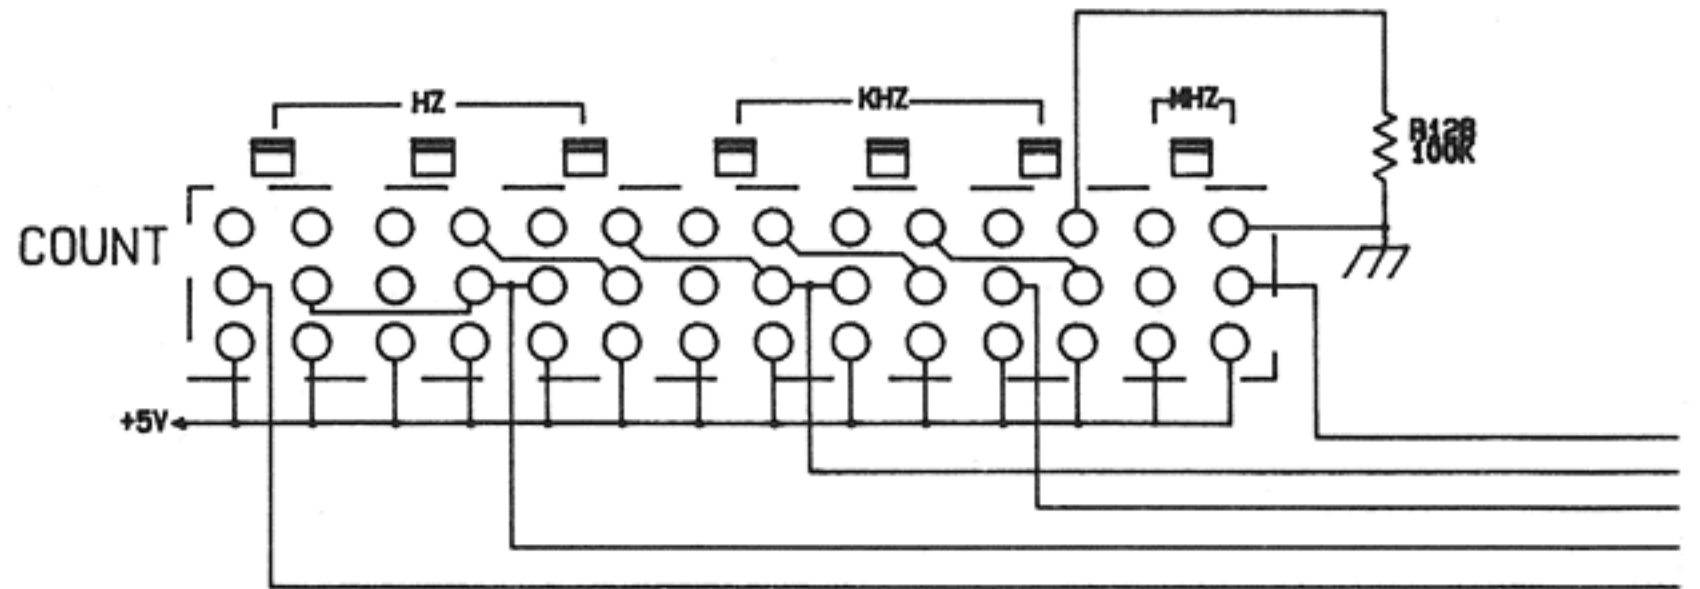 HZ
KHZ
MHZ
R128
100K
COUNT
+5V